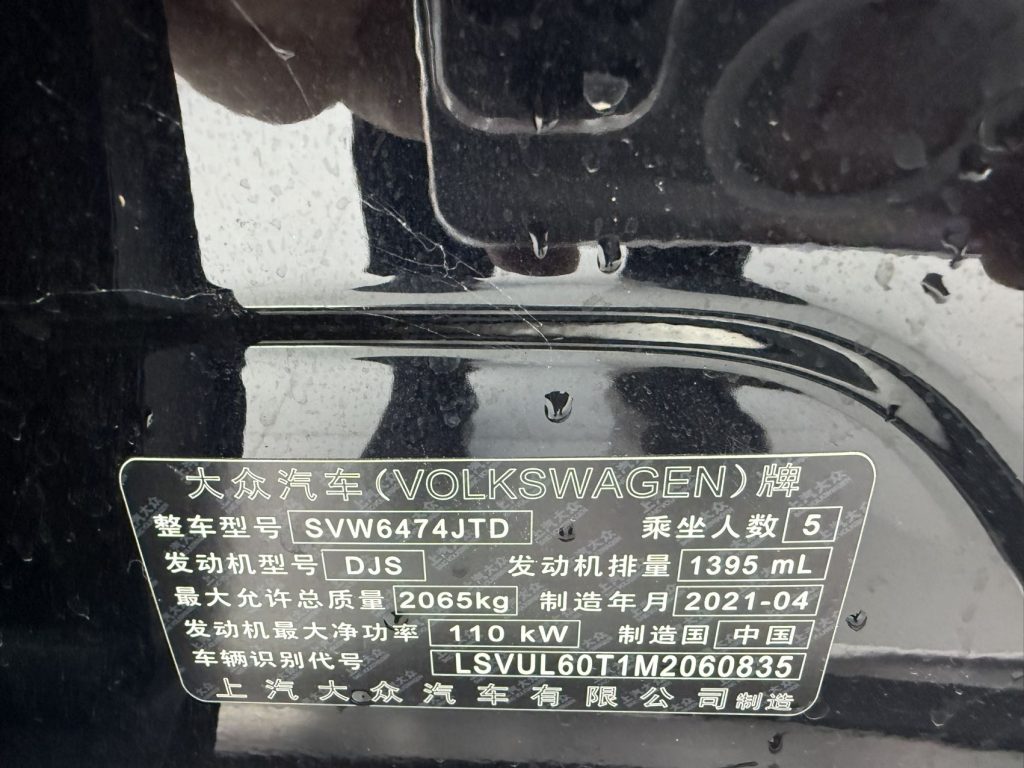 大众汽车(VOLKSWAGEN)牌
整车型号 SVW6474JTD 乘坐人数 5
发动机型号 DJS 发动机排量 1395 mL
最大允许总质量 2065kg 制造年月 2021-04
发动机最大净功率 110 kW 制造国 中国
车辆识别代号 LSVUL60T1M2060835
上汽大众汽车有限公司制造